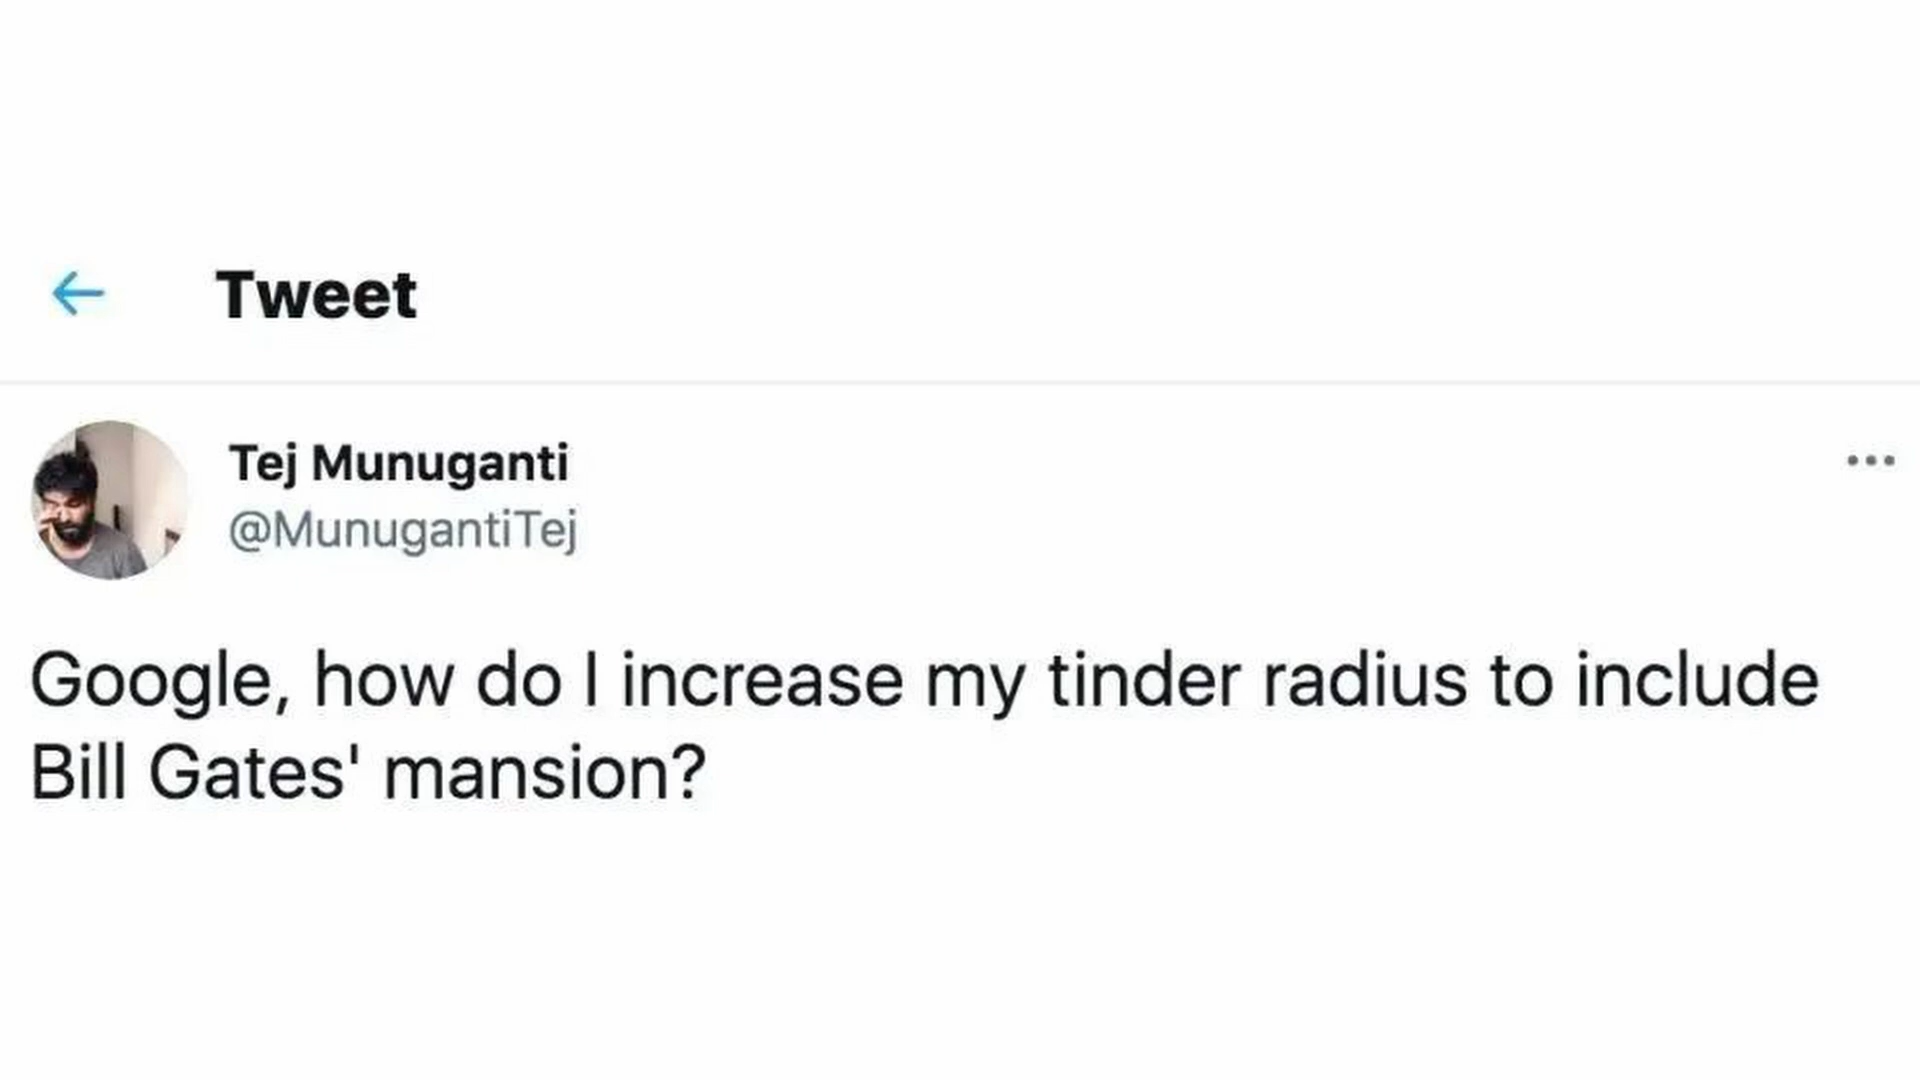 Tweet
Tej Munuganti
@MunugantiTej
Google, how do I increase my tinder radius to include
Bill Gates' mansion?